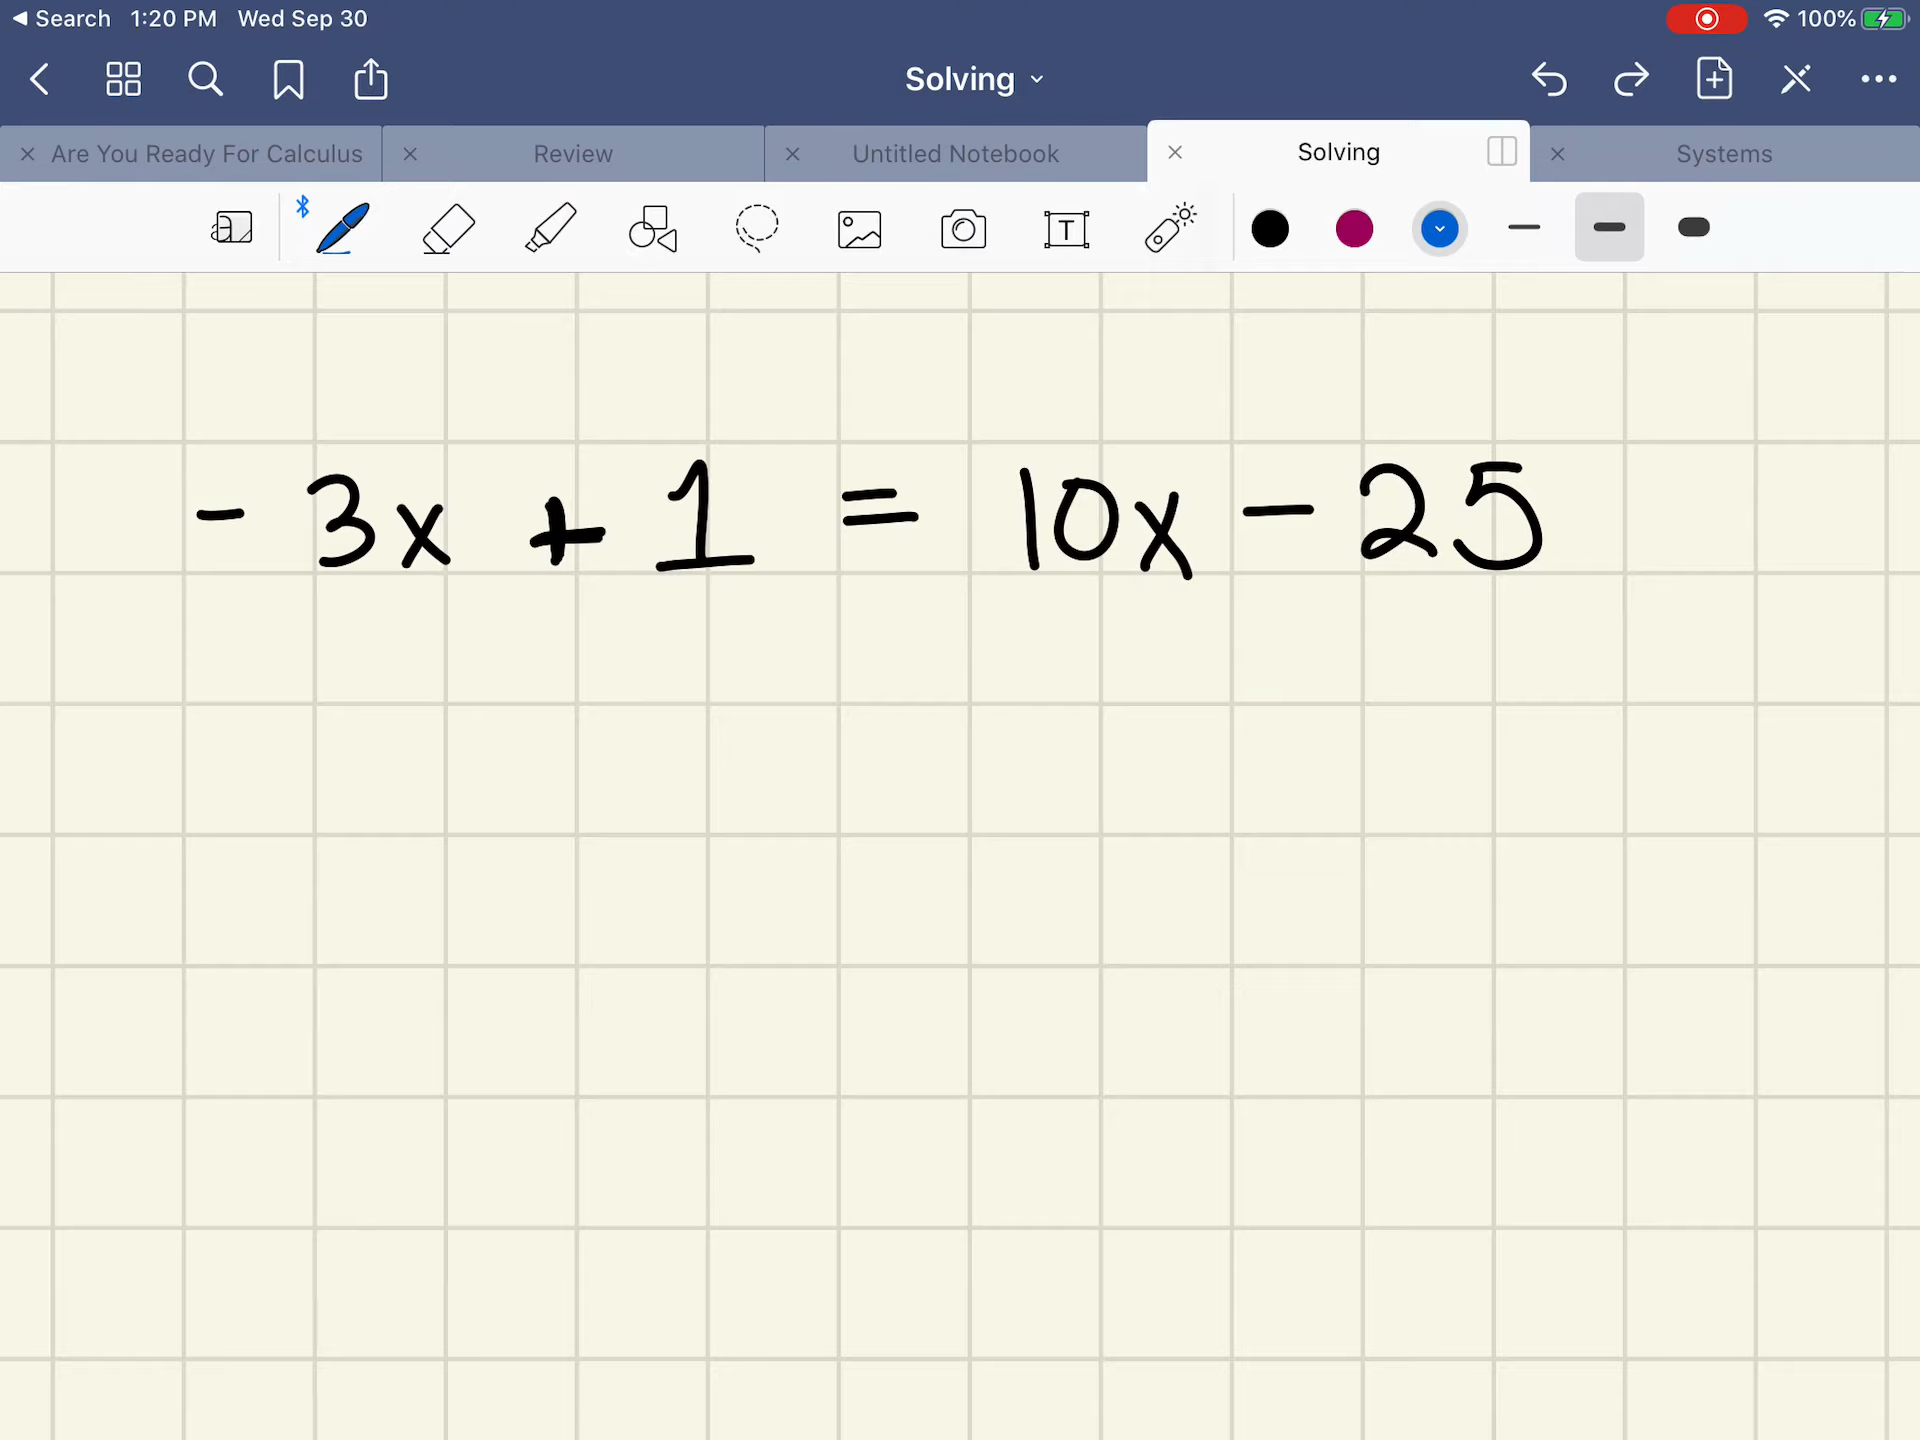 Search 1:20 PM Wed Sep 30 100%
Solving
Are You Ready For Calculus Review Untitled Notebook Solving Systems
T
- 3x + 1 = 10x - 25